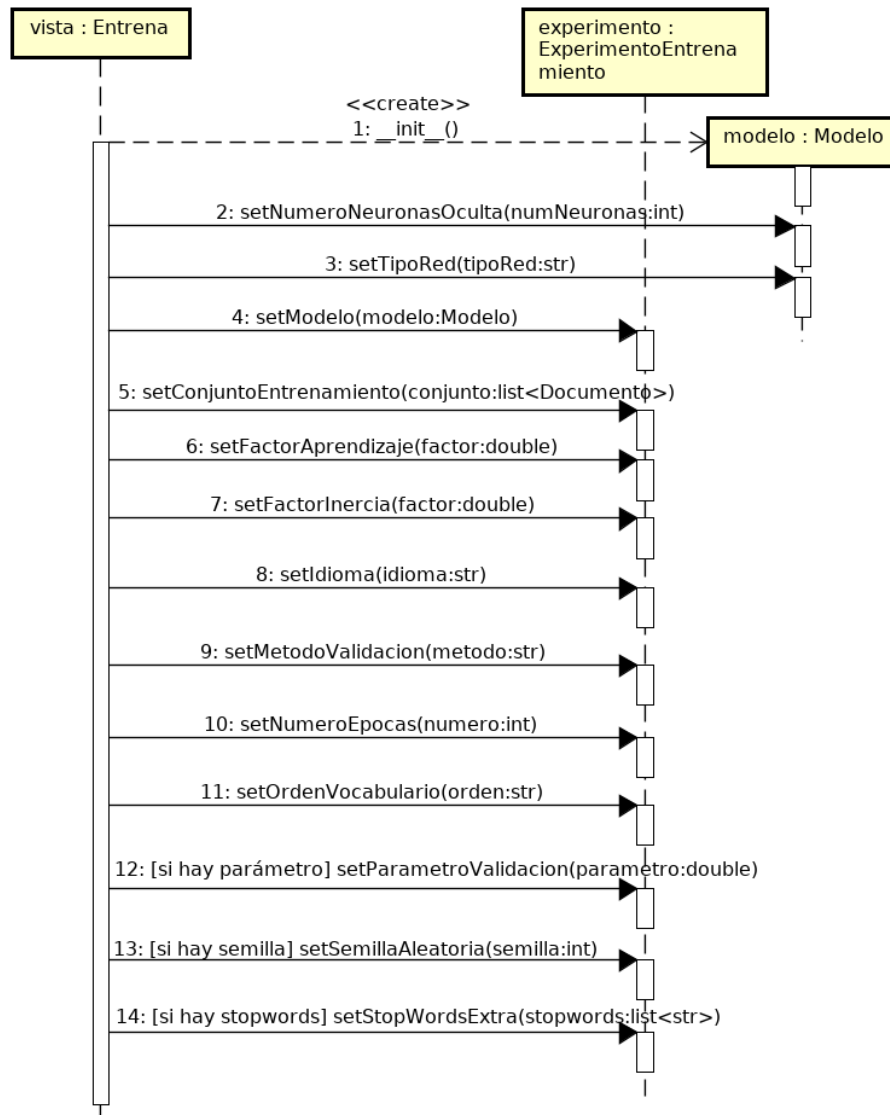 vista : Entrena
experimento :
ExperimentoEntrena
miento
<<create>>
1: __init__()
modelo : Modelo
2: setNumeroNeuronasOculta(numNeuronas:int)
3: setTipoRed(tipoRed:str)
4: setModelo(modelo:Modelo)
5: setConjuntoEntrenamiento(conjunto:list<Documento>)
6: setFactorAprendizaje(factor:double)
7: setFactorInercia(factor:double)
8: setIdioma(idioma:str)
9: setMetodoValidacion(metodo:str)
10: setNumeroEpocas(numero:int)
11: setOrdenVocabulario(orden:str)
12: [si hay parámetro] setParametroValidacion(parametro:double)
13: [si hay semilla] setSemillaAleatoria(semilla:int)
14: [si hay stopwords] setStopWordsExtra(stopwords:list<str>)